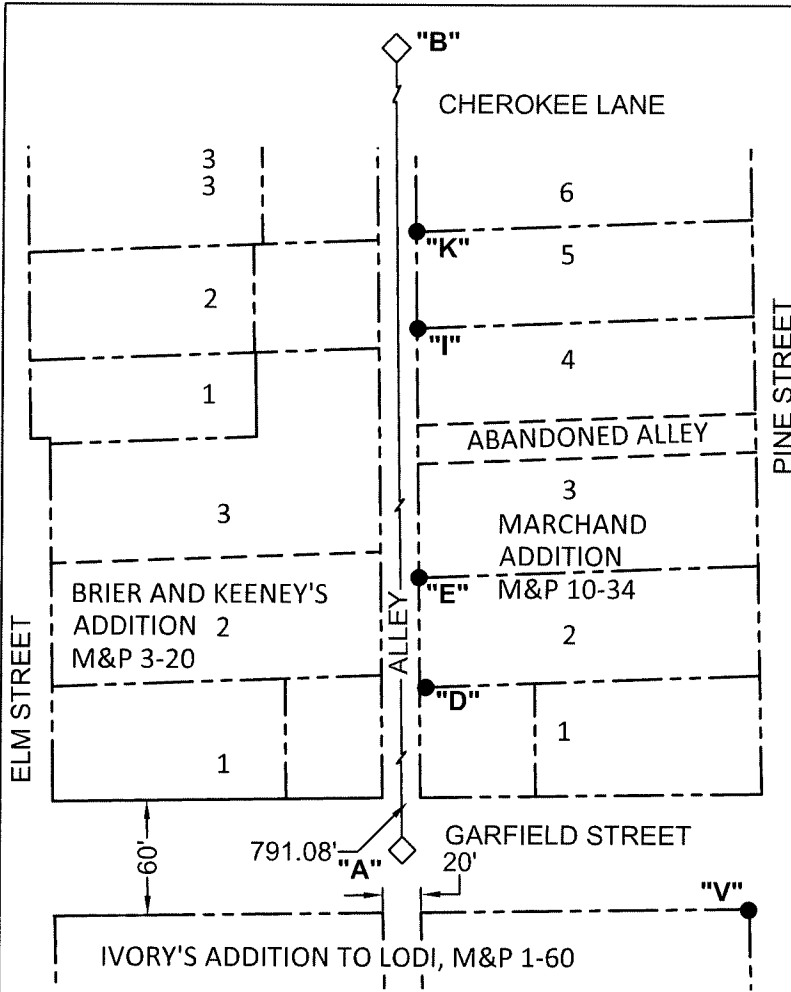 "B"
CHEROKEE LANE
3
3
6
"K"
5
2
"I"
4
1
PINE STREET
ABANDONED ALLEY
3
3
MARCHAND
ADDITION
M&P 10-34
"E"
BRIER AND KEENEY'S
ADDITION 2
M&P 3-20
ALLEY
2
ELM STREET
"D"
1
1
60'
791.08'
"A"
GARFIELD STREET
20'
"V"
IVORY'S ADDITION TO LODI, M&P 1-60